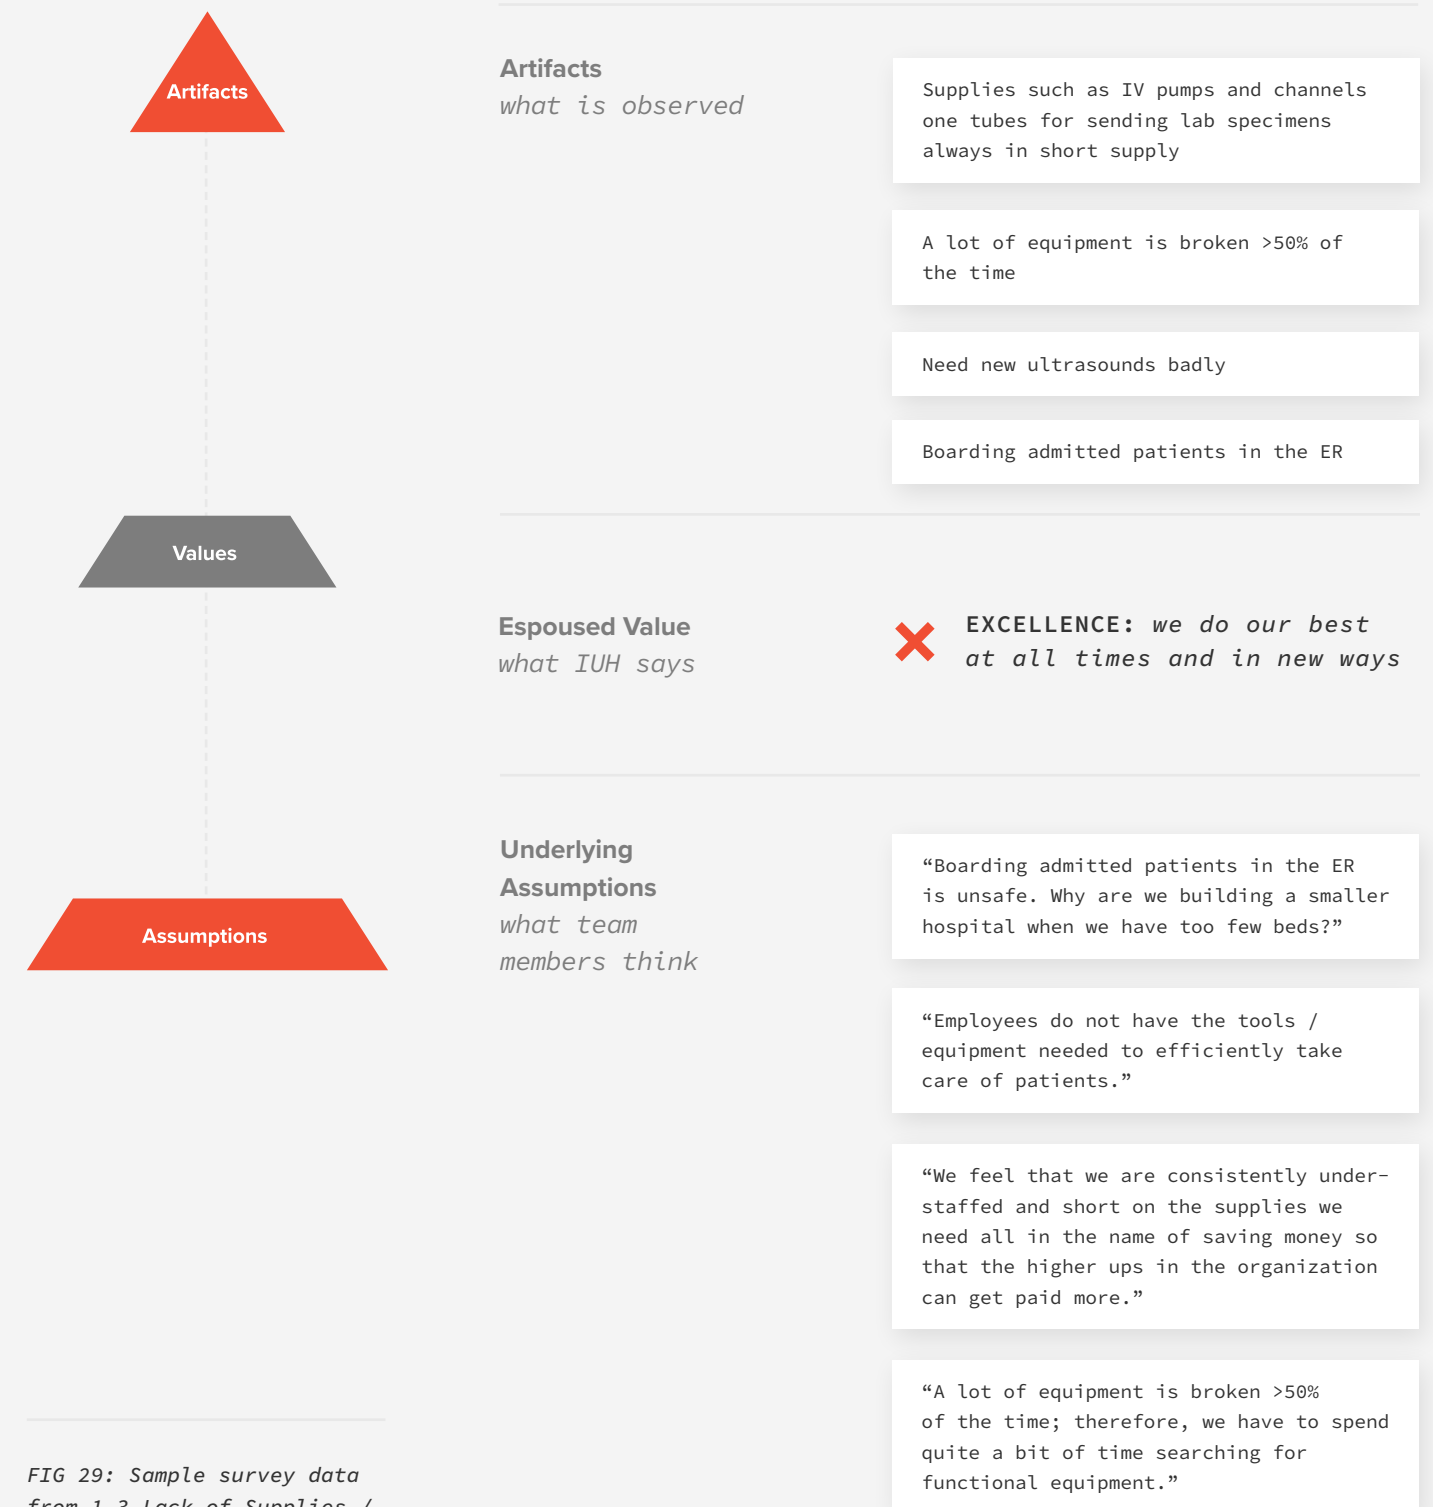 Artifacts
Artifacts
what is observed
Supplies such as IV pumps and channels
one tubes for sending lab specimens
always in short supply
A lot of equipment is broken >50% of
the time
Need new ultrasounds badly
Boarding admitted patients in the ER
Values
Espoused Value
what IUH says
EXCELLENCE: we do our best
at all times and in new ways
Assumptions
Underlying
Assumptions
what team
members think
“Boarding admitted patients in the ER
is unsafe. Why are we building a smaller
hospital when we have too few beds?”
“Employees do not have the tools /
equipment needed to efficiently take
care of patients.”
“We feel that we are consistently under-
staffed and short on the supplies we
need all in the name of saving money so
that the higher ups in the organization
can get paid more.”
“A lot of equipment is broken >50%
of the time; therefore, we have to spend
quite a bit of time searching for
functional equipment.”
FIG 29: Sample survey data
from 1.3 Lack of Supplies /